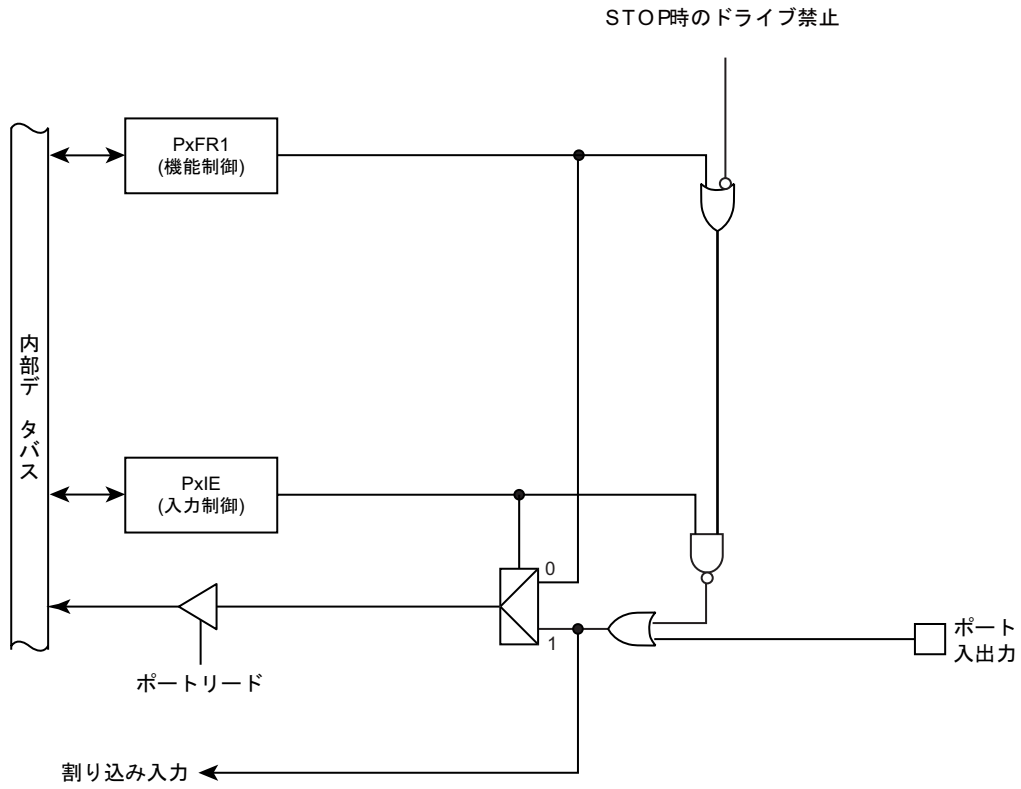 STOP時のドライブ禁止
PxFR1
(機能制御)
内部デ タバス
PxIE
(入力制御)
0
1
ポート
入出力
ポートリード
割り込み入力